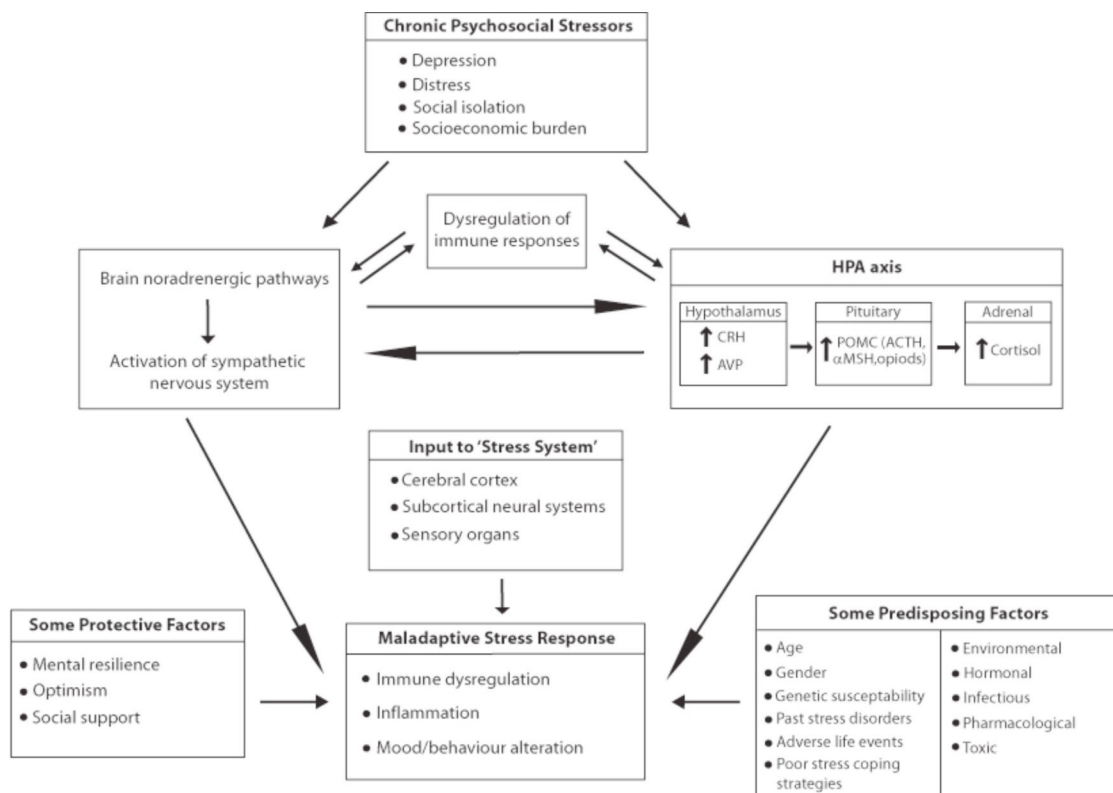 Chronic Psychosocial Stressors
● Depression
● Distress
● Social isolation
● Socioeconomic burden
Dysregulation of
immune responses
Brain noradrenergic pathways
Activation of sympathetic
nervous system
HPA axis
Hypothalamus
CRH
AVP
Pituitary
POMC (ACTH,
αMSH,opiods)
Adrenal
Cortisol
Input to ‘Stress System’
● Cerebral cortex
● Subcortical neural systems
● Sensory organs
Some Protective Factors
● Mental resilience
● Optimism
● Social support
Maladaptive Stress Response
● Immune dysregulation
● Inflammation
● Mood/behaviour alteration
Some Predisposing Factors
● Age
● Gender
● Genetic susceptability
● Past stress disorders
● Adverse life events
● Poor stress coping
strategies
● Environmental
● Hormonal
● Infectious
● Pharmacological
● Toxic